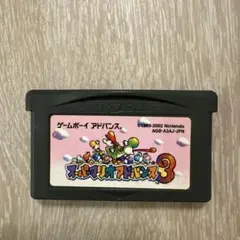 ゲームボーイ アドバンス®
2002 Nintendo
AGB-A3AJ-JPN
スーパーマリオアドバンス3